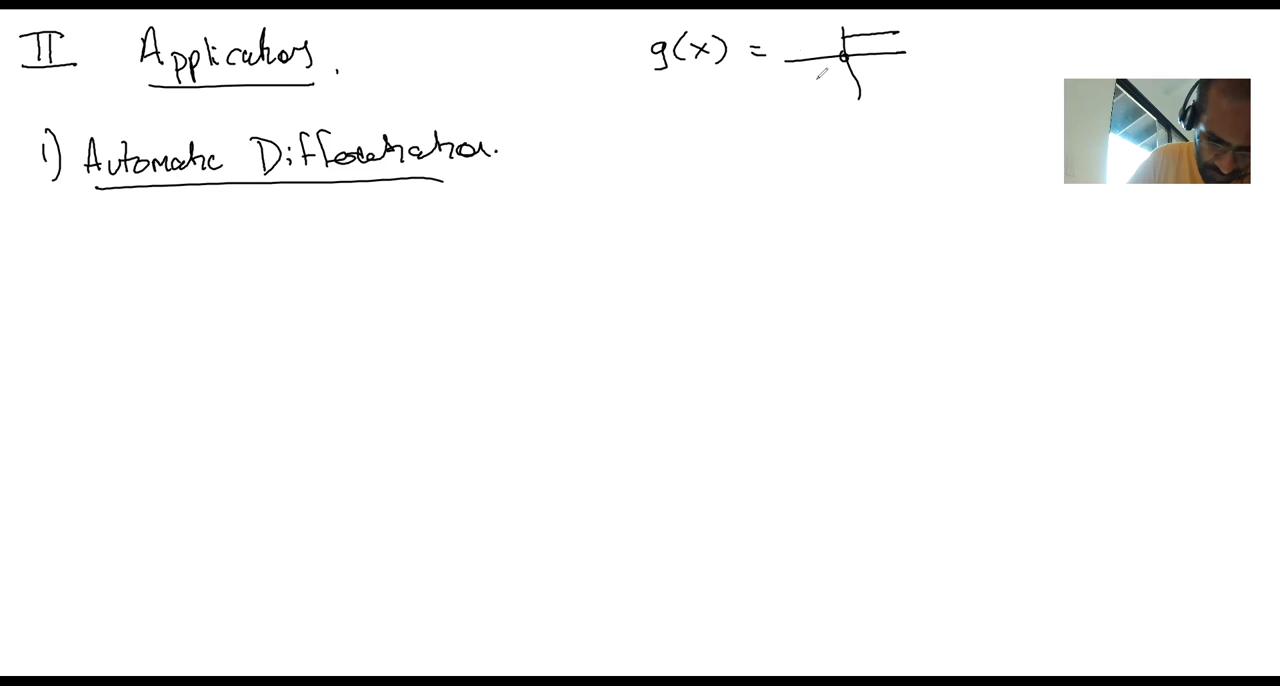 II Applications.
g(x) =
1) Automatic Differentiation.